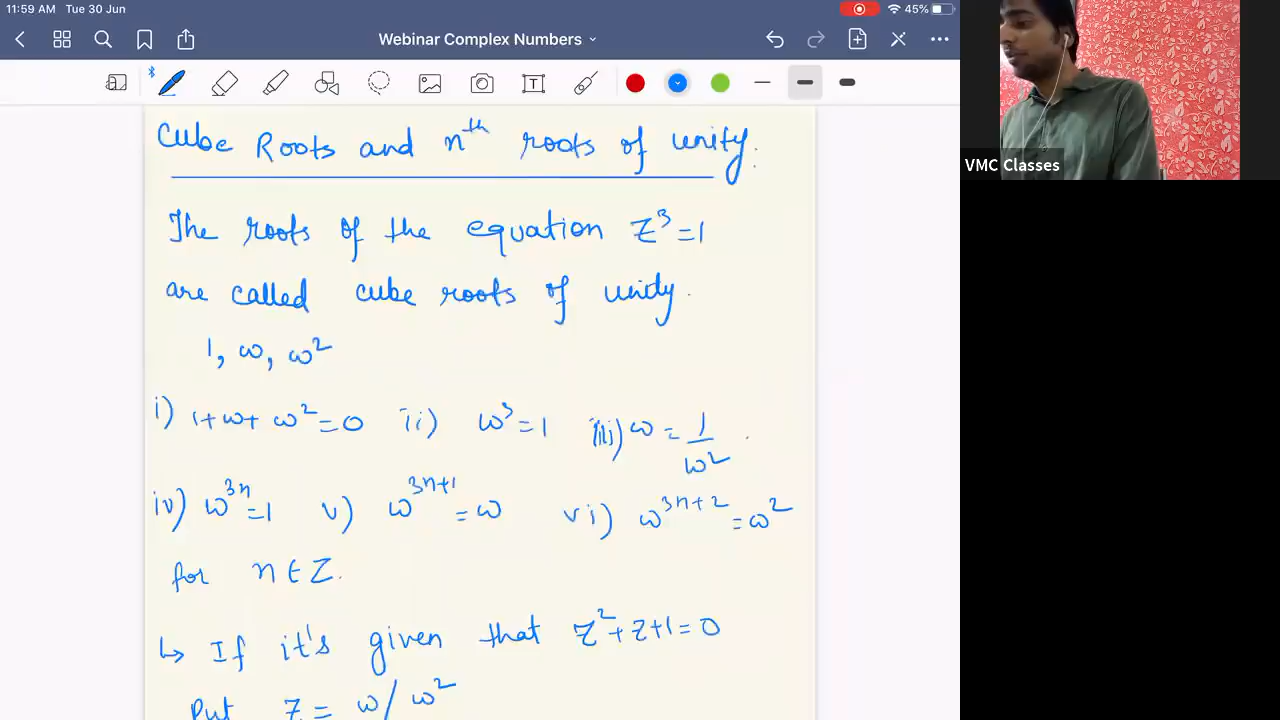 11:59 AM Tue 30 Jun
45%
Webinar Complex Numbers
T
VMC Classes
Cube Roots and nᵗʰ roots of unity.
The roots of the equation z³=1
are called cube roots of unity.
1, ω, ω²
i) 1+ω+ω²=0 ii) ω³=1 iii) ω = 1/ω²
iv) ω³ⁿ=1 v) ω³ⁿ⁺¹=ω vi) ω³ⁿ⁺²=ω²
for n∈Z.
↳ If it's given that z²+z+1=0
Put z = ω/ω²